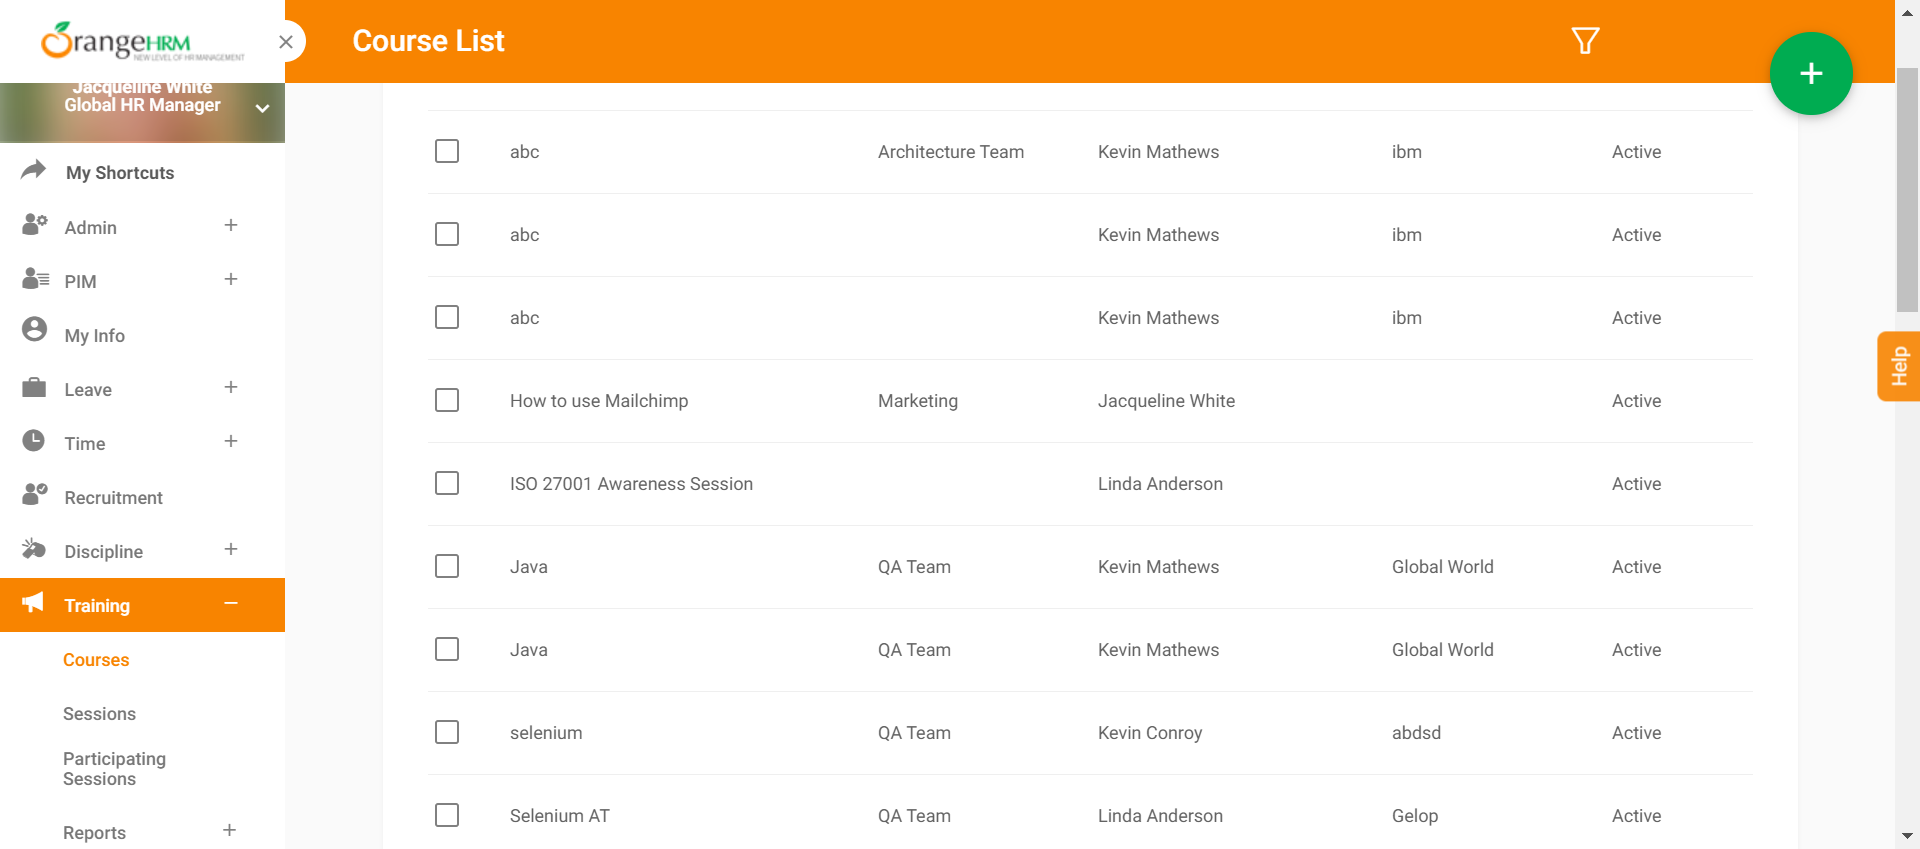 OrangeHRM
NEW LEVEL OF HR MANAGEMENT
Course List
Jacqueline White
Global HR Manager
My Shortcuts
Admin
PIM
My Info
Leave
Time
Recruitment
Discipline
Training
Courses
Sessions
Participating
Sessions
Reports
abc Architecture Team Kevin Mathews ibm Active
abc Kevin Mathews ibm Active
abc Kevin Mathews ibm Active
How to use Mailchimp Marketing Jacqueline White Active
ISO 27001 Awareness Session Linda Anderson Active
Java QA Team Kevin Mathews Global World Active
Java QA Team Kevin Mathews Global World Active
selenium QA Team Kevin Conroy abdsd Active
Selenium AT QA Team Linda Anderson Gelop Active
Help